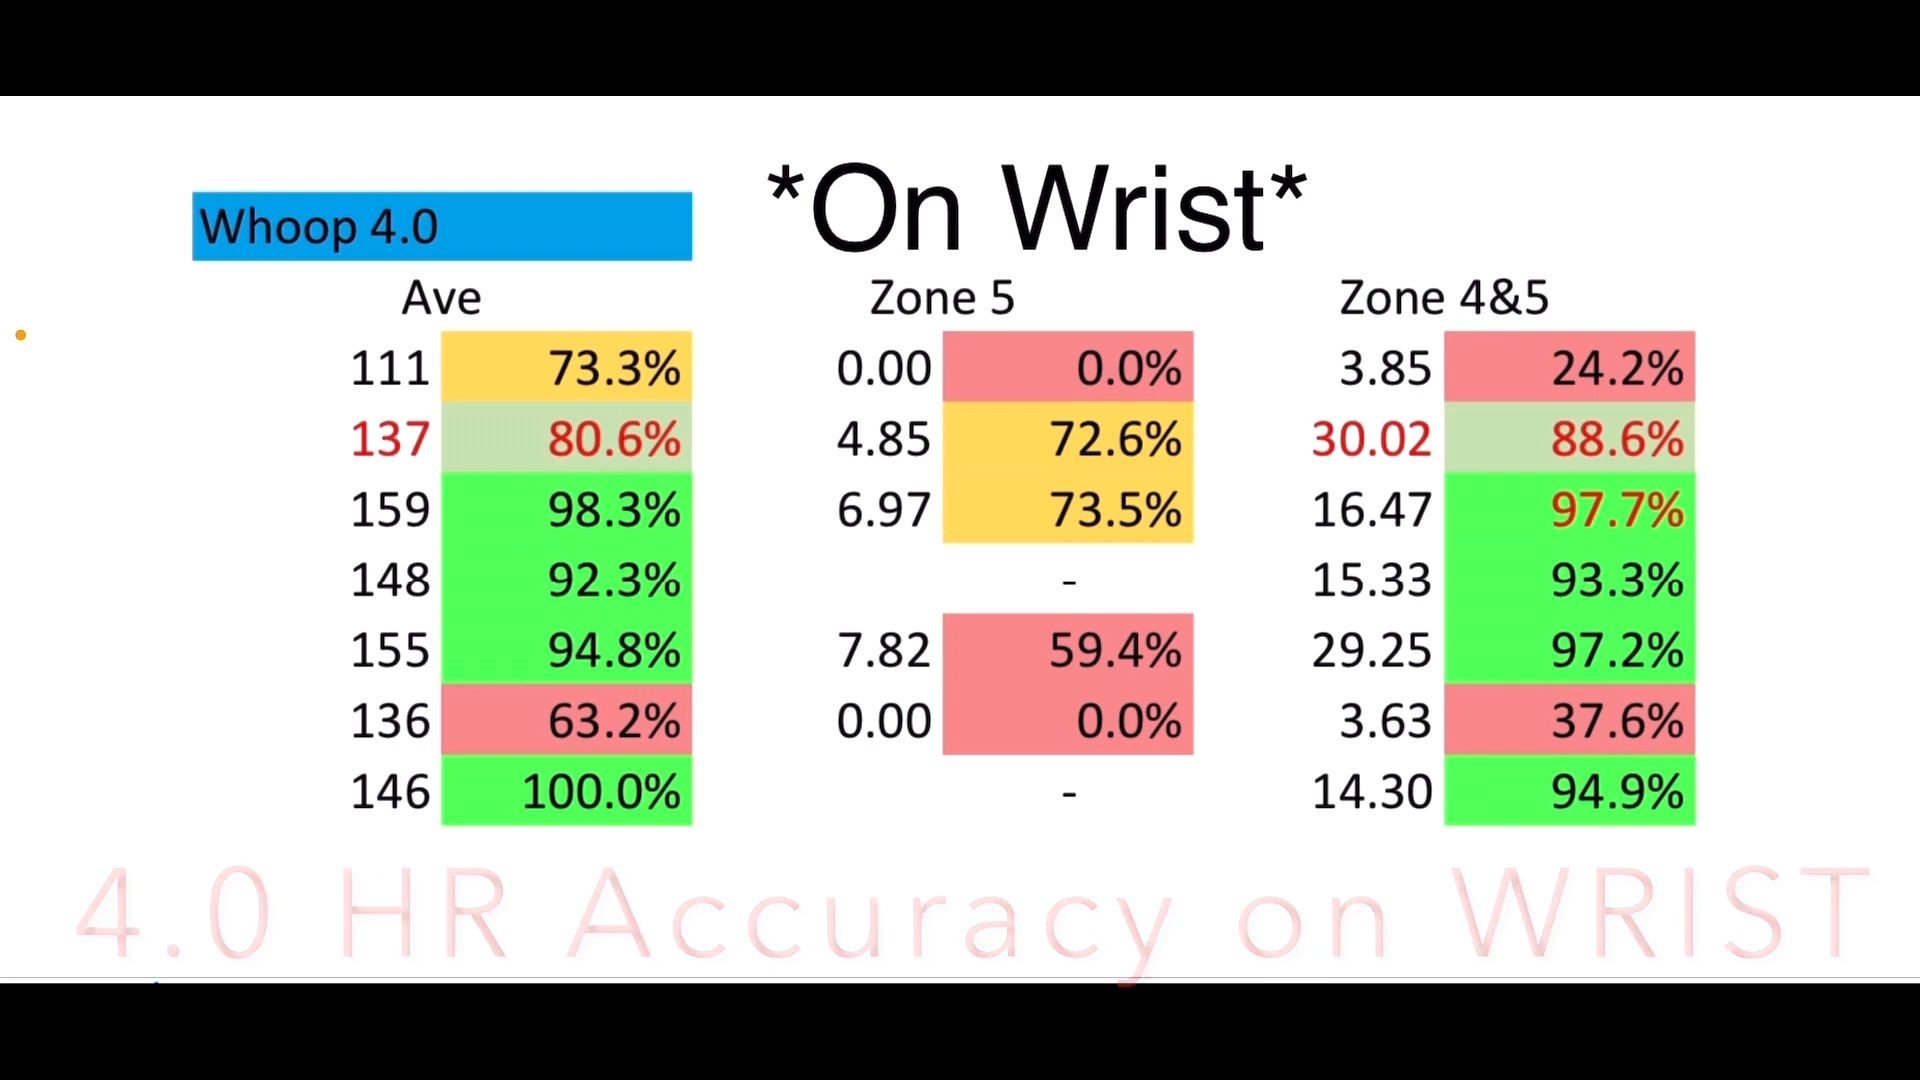 *On Wrist*
Whoop 4.0
Ave Zone 5 Zone 4&5
111 73.3% 0.00 0.0% 3.85 24.2%
137 80.6% 4.85 72.6% 30.02 88.6%
159 98.3% 6.97 73.5% 16.47 97.7%
148 92.3% - 15.33 93.3%
155 94.8% 7.82 59.4% 29.25 97.2%
136 63.2% 0.00 0.0% 3.63 37.6%
146 100.0% - 14.30 94.9%
4.0 HR Accuracy on WRIST